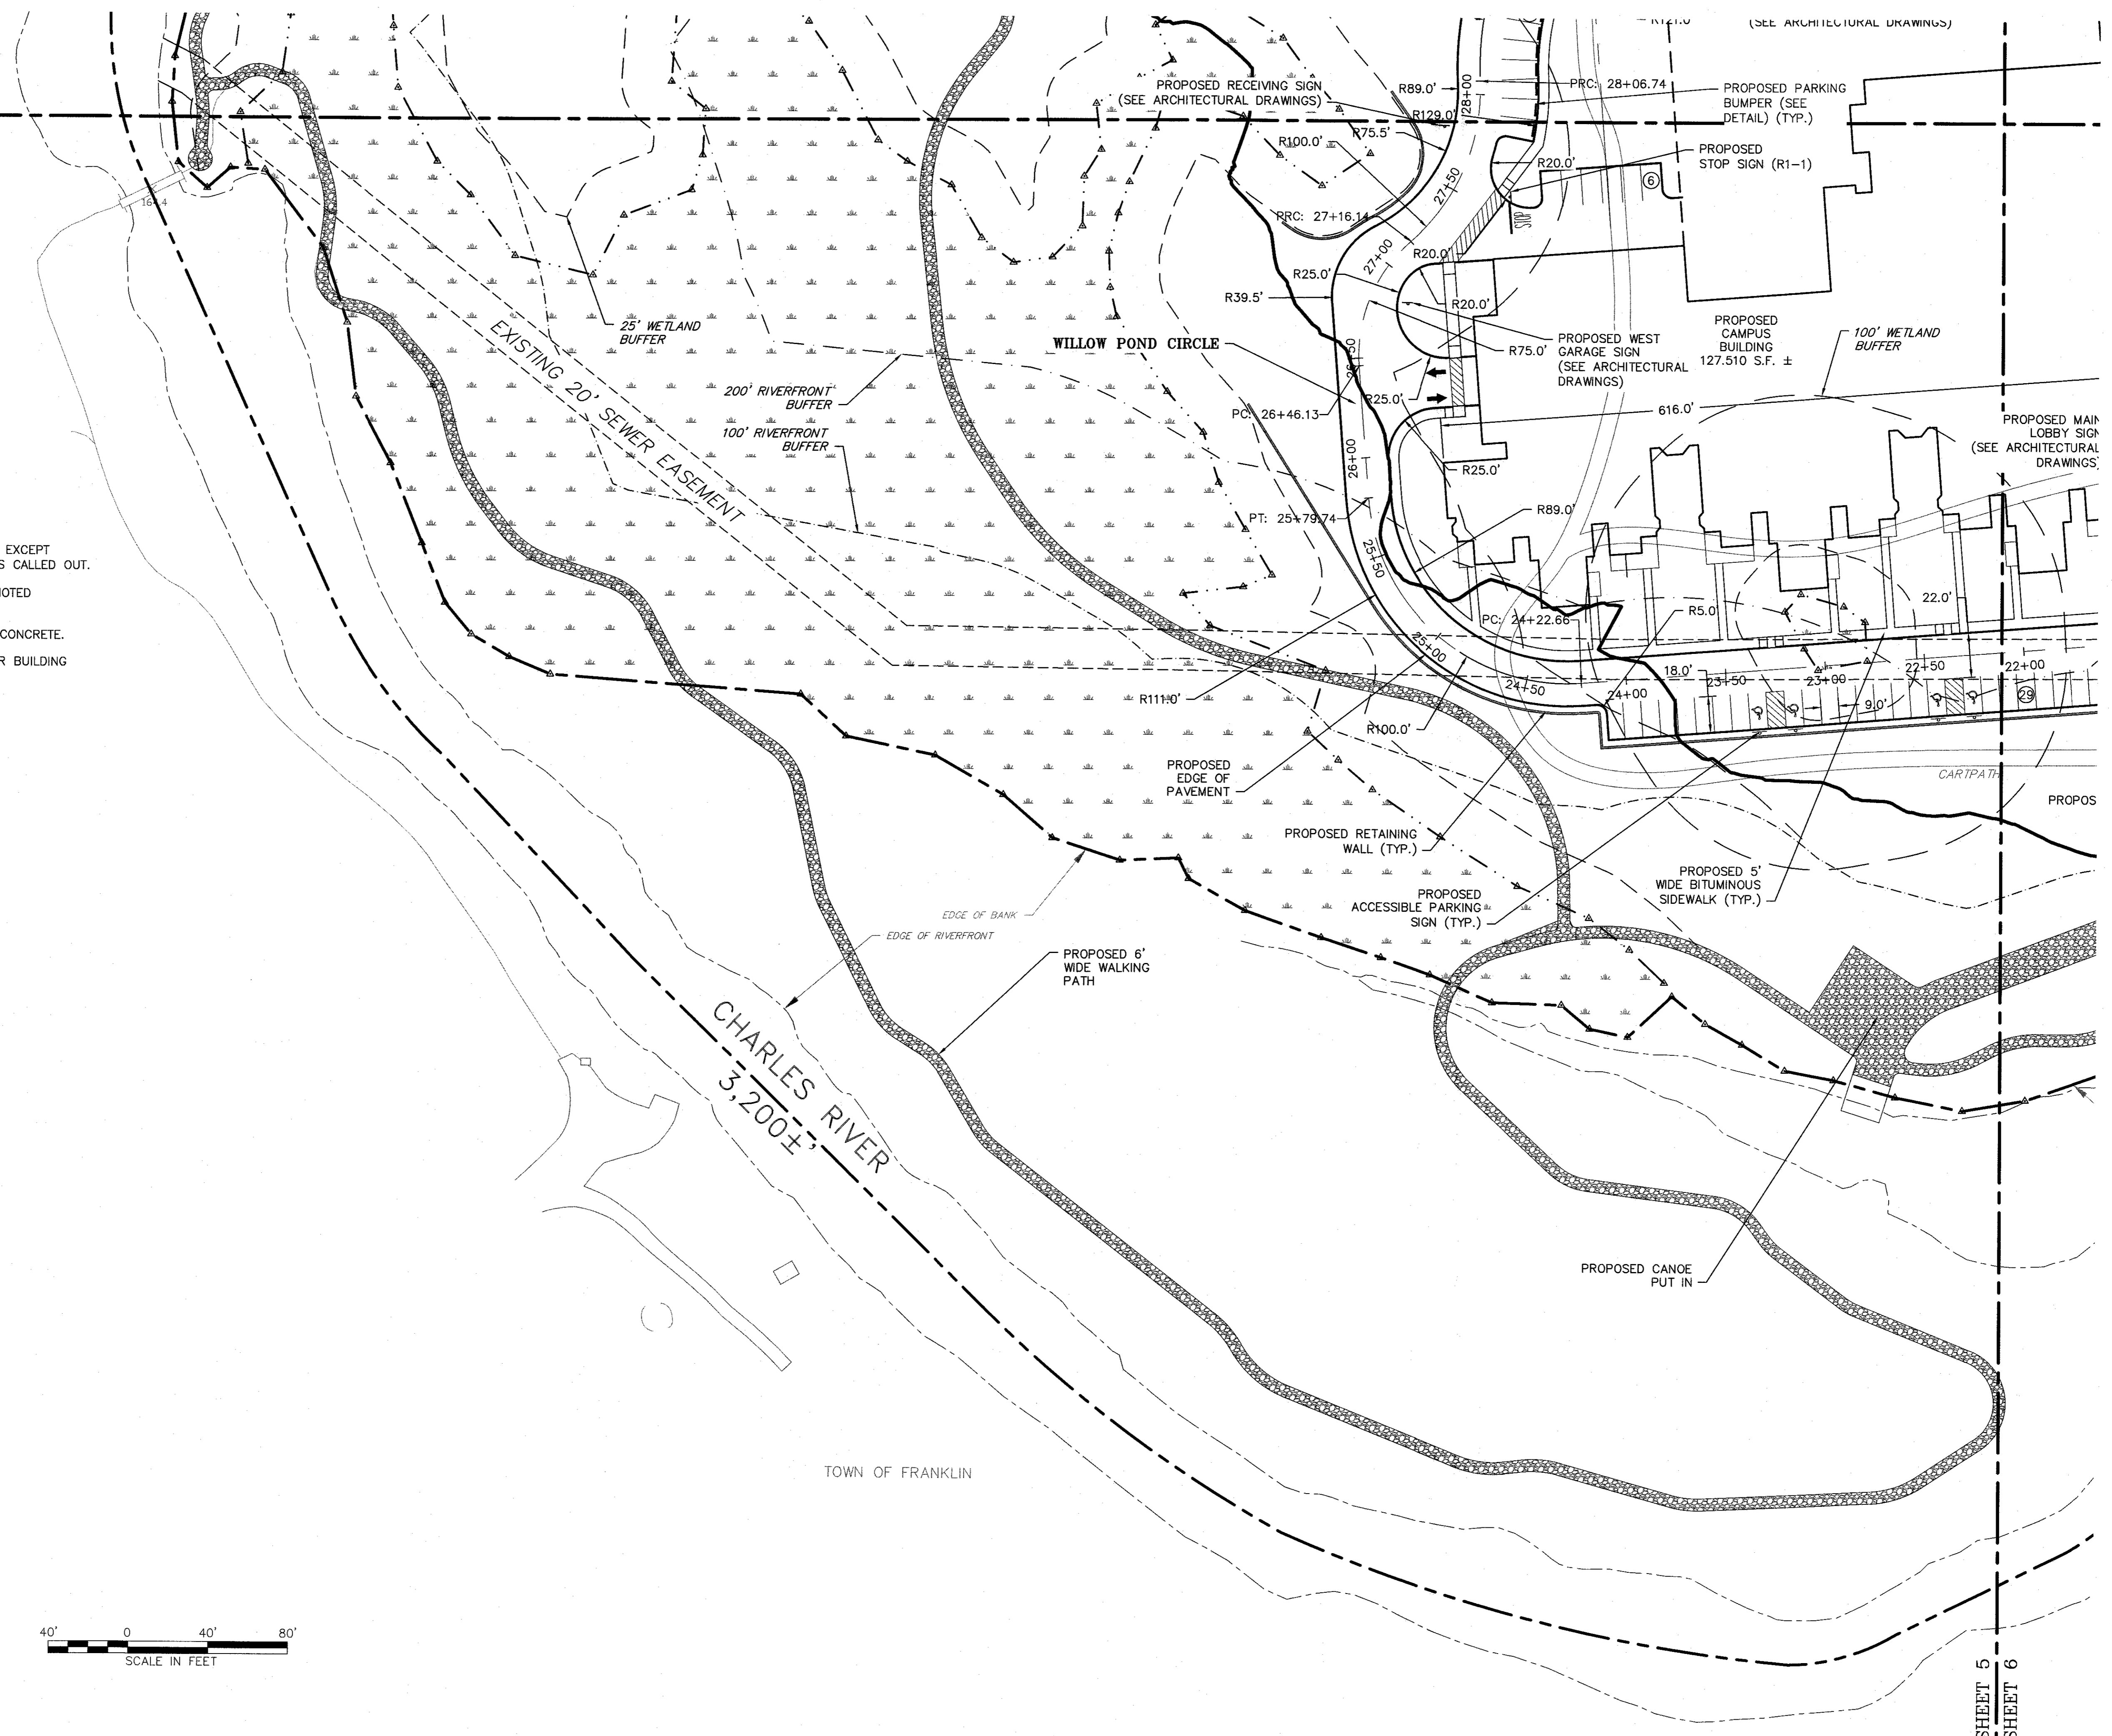 (SEE ARCHITECTURAL DRAWINGS)
PROPOSED RECEIVING SIGN
(SEE ARCHITECTURAL DRAWINGS)
R89.0'
28+00
PRC: 28+06.74
PROPOSED PARKING
BUMPER (SEE
DETAIL) (TYP.)
R129.0'
R75.5'
R100.0'
PROPOSED
STOP SIGN (R1-1)
R20.0'
6
27+50
STOP
164.4
PRC: 27+16.14
27+00
R20.0'
R25.0'
R39.5'
R20.0'
25' WETLAND
BUFFER
EXISTING 20' SEWER EASEMENT
WILLOW POND CIRCLE
PROPOSED WEST
GARAGE SIGN
(SEE ARCHITECTURAL
DRAWINGS)
R75.0'
PROPOSED
CAMPUS
BUILDING
127.510 S.F. ±
100' WETLAND
BUFFER
26+50
200' RIVERFRONT
BUFFER
R25.0'
PC: 26+46.13
616.0'
PROPOSED MAIN
LOBBY SIGN
(SEE ARCHITECTURAL
DRAWINGS)
100' RIVERFRONT
BUFFER
26+00
R25.0'
PT: 25+79.74
R89.0'
EXCEPT
S CALLED OUT.
NOTED
CONCRETE.
R BUILDING
25+50
PC: 24+22.66
R5.0'
22.0'
25+00
24+50
24+00
18.0'
23+50
23+00
22+50
22+00
29
9.0'
R111.0'
R100.0'
PROPOSED
EDGE OF
PAVEMENT
CARTPATH
PROPOS
PROPOSED RETAINING
WALL (TYP.)
PROPOSED
ACCESSIBLE PARKING
SIGN (TYP.)
PROPOSED 5'
WIDE BITUMINOUS
SIDEWALK (TYP.)
EDGE OF BANK
EDGE OF RIVERFRONT
PROPOSED 6'
WIDE WALKING
PATH
CHARLES RIVER
3,200±'
PROPOSED CANOE
PUT IN
TOWN OF FRANKLIN
40' 0 40' 80'
SCALE IN FEET
SHEET 5
SHEET 6